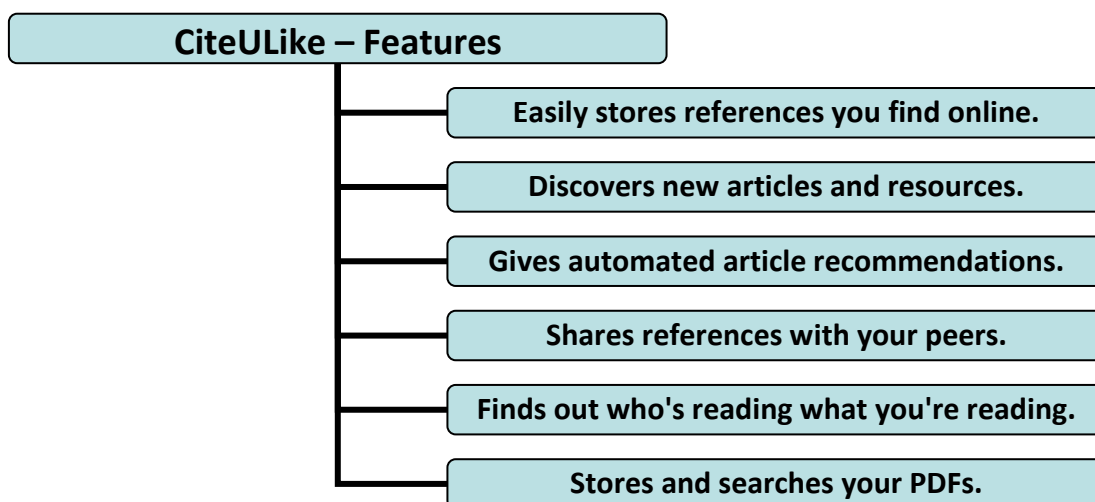 CiteULike – Features
Easily stores references you find online.
Discovers new articles and resources.
Gives automated article recommendations.
Shares references with your peers.
Finds out who's reading what you're reading.
Stores and searches your PDFs.